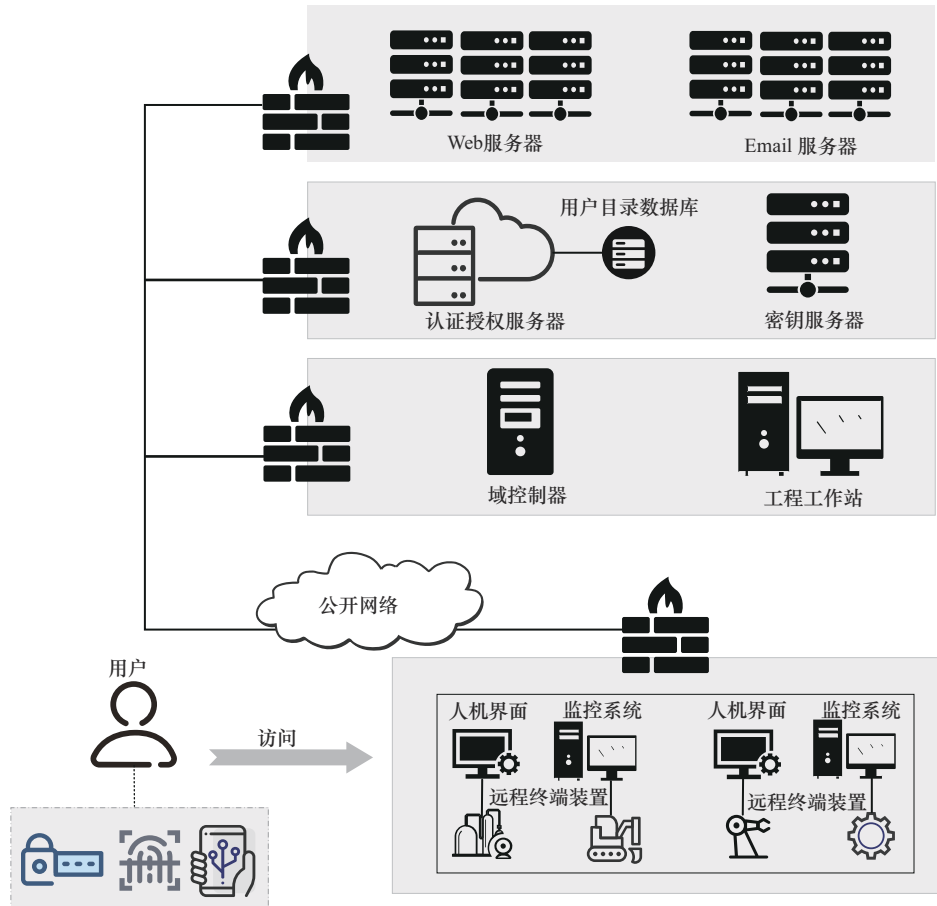 Web服务器
Email 服务器
用户目录数据库
认证授权服务器
密钥服务器
域控制器
工程工作站
公开网络
用户
访问
人机界面
监控系统
人机界面
监控系统
远程终端装置
远程终端装置